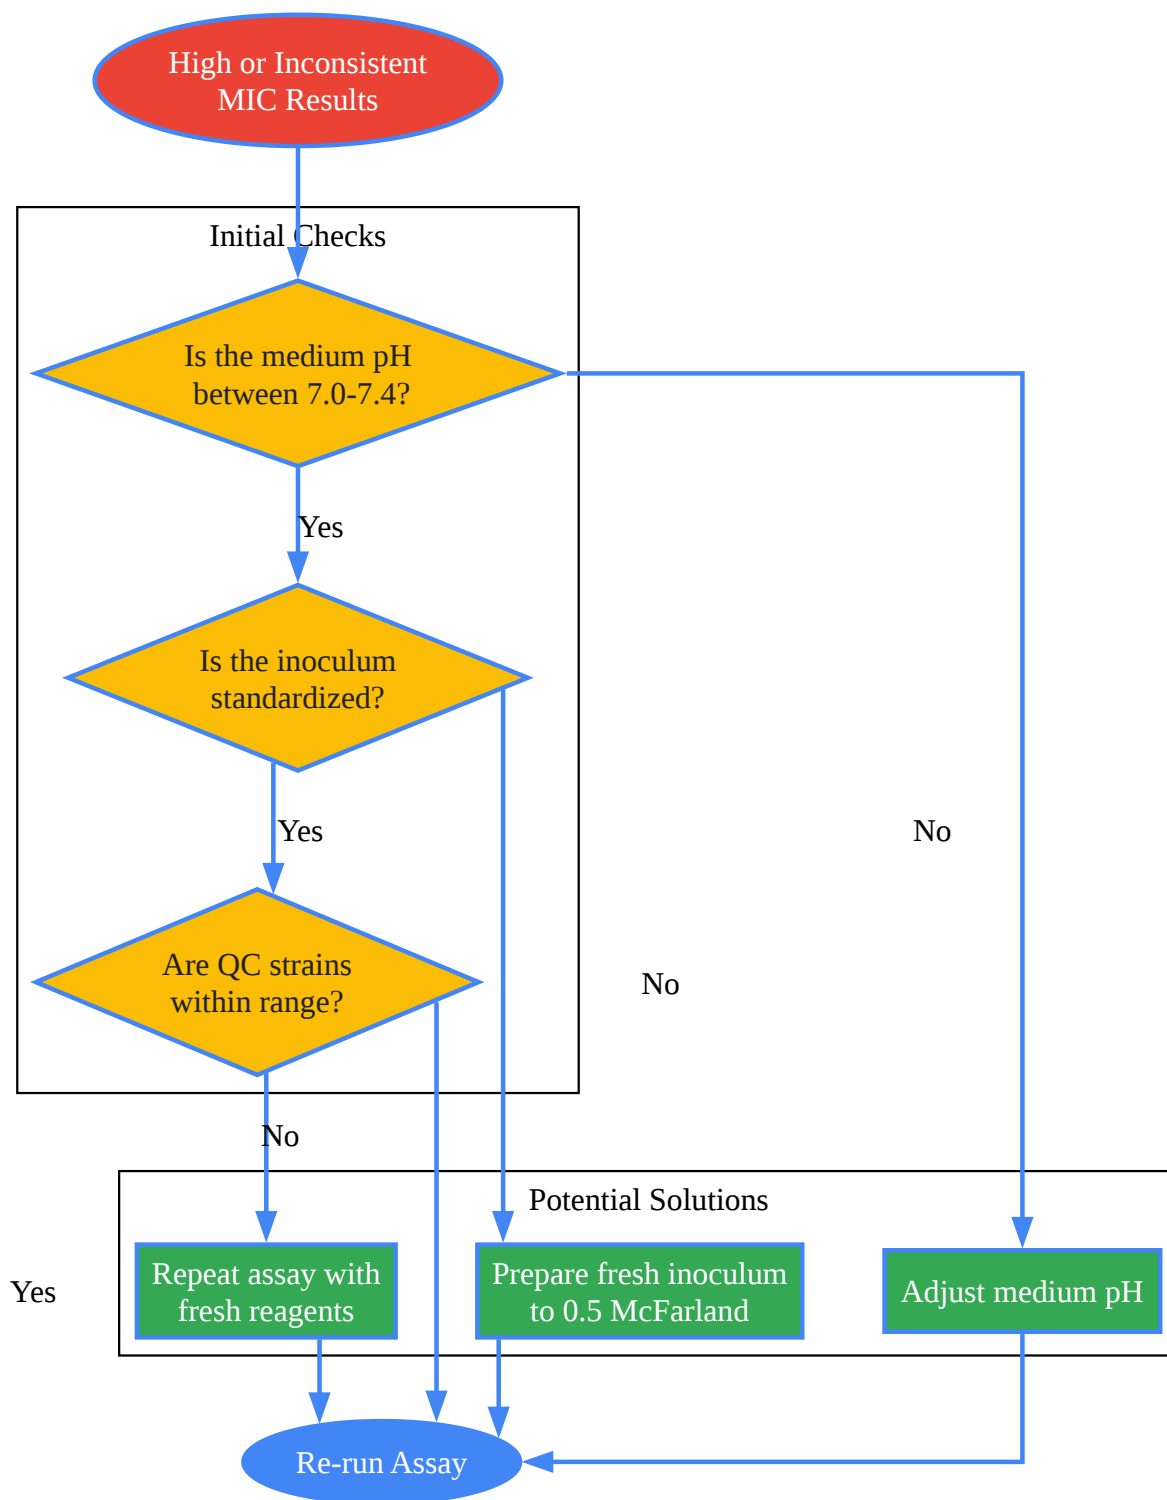 High or Inconsistent
MIC Results
Initial Checks
Is the medium pH
between 7.0-7.4?
Yes
Is the inoculum
standardized?
Yes
No
Are QC strains
within range?
No
No
Potential Solutions
Repeat assay with
fresh reagents
Prepare fresh inoculum
to 0.5 McFarland
Adjust medium pH
Yes
Re-run Assay